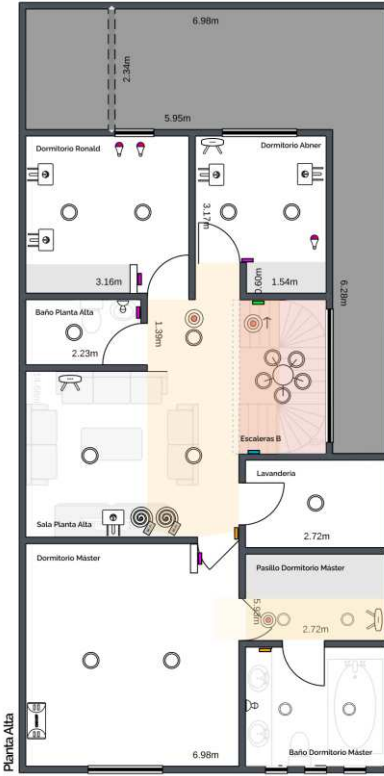 6.98m
2.34m
5.95m
Dormitorio Ronald
Dormitorio Abner
3.17m
3.16m
0.60m
1.54m
6.28m
Baño Planta Alta
1.39m
2.23m
Escaleras B
Lavandería
Sala Planta Alta
2.72m
Dormitorio Máster
Pasillo Dormitorio Máster
2.72m
6.98m
Baño Dormitorio Máster
Planta Alta